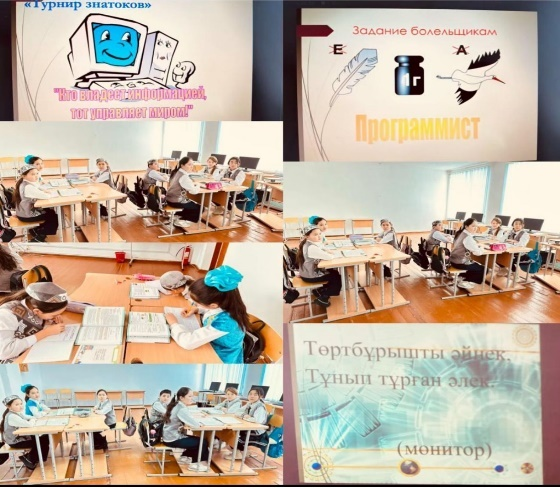 «Турнир знатоков»
"Кто владеет информацией,
тот управляет миром!"
Задание болельщикам
Е
1г
А
Программист
Төртбұрышты әйнек.
Тұнып тұрған әлек.
(монитор)